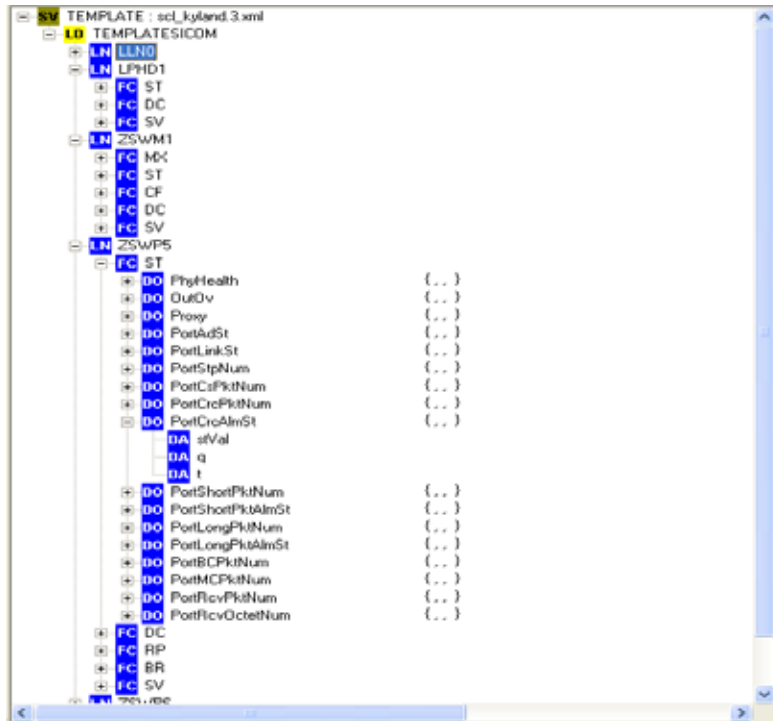 SV TEMPLATE : scl_kyland.3.xml
LD TEMPLATESICOM
LN LLN0
LN LPHD1
FC ST
FC DC
FC SV
LN ZSWM1
FC MX
FC ST
FC CF
FC DC
FC SV
LN ZSWP5
FC ST
DO PhyHealth {,, }
DO OutOv {,, }
DO Proxy {,, }
DO PortAdSt {,, }
DO PortLinkSt {,, }
DO PortStpNum {,, }
DO PortCsPktNum {,, }
DO PortCrcPktNum {,, }
DO PortCrcAlmSt {,, }
DA stVal
DA q
DA t
DO PortShortPktNum {,, }
DO PortShortPktAlmSt {,, }
DO PortLongPktNum {,, }
DO PortLongPktAlmSt {,, }
DO PortBCPktNum {,, }
DO PortMCPktNum {,, }
DO PortRcvPktNum {,, }
DO PortRcvOctetNum {,, }
FC DC
FC RP
FC BR
FC SV
LN